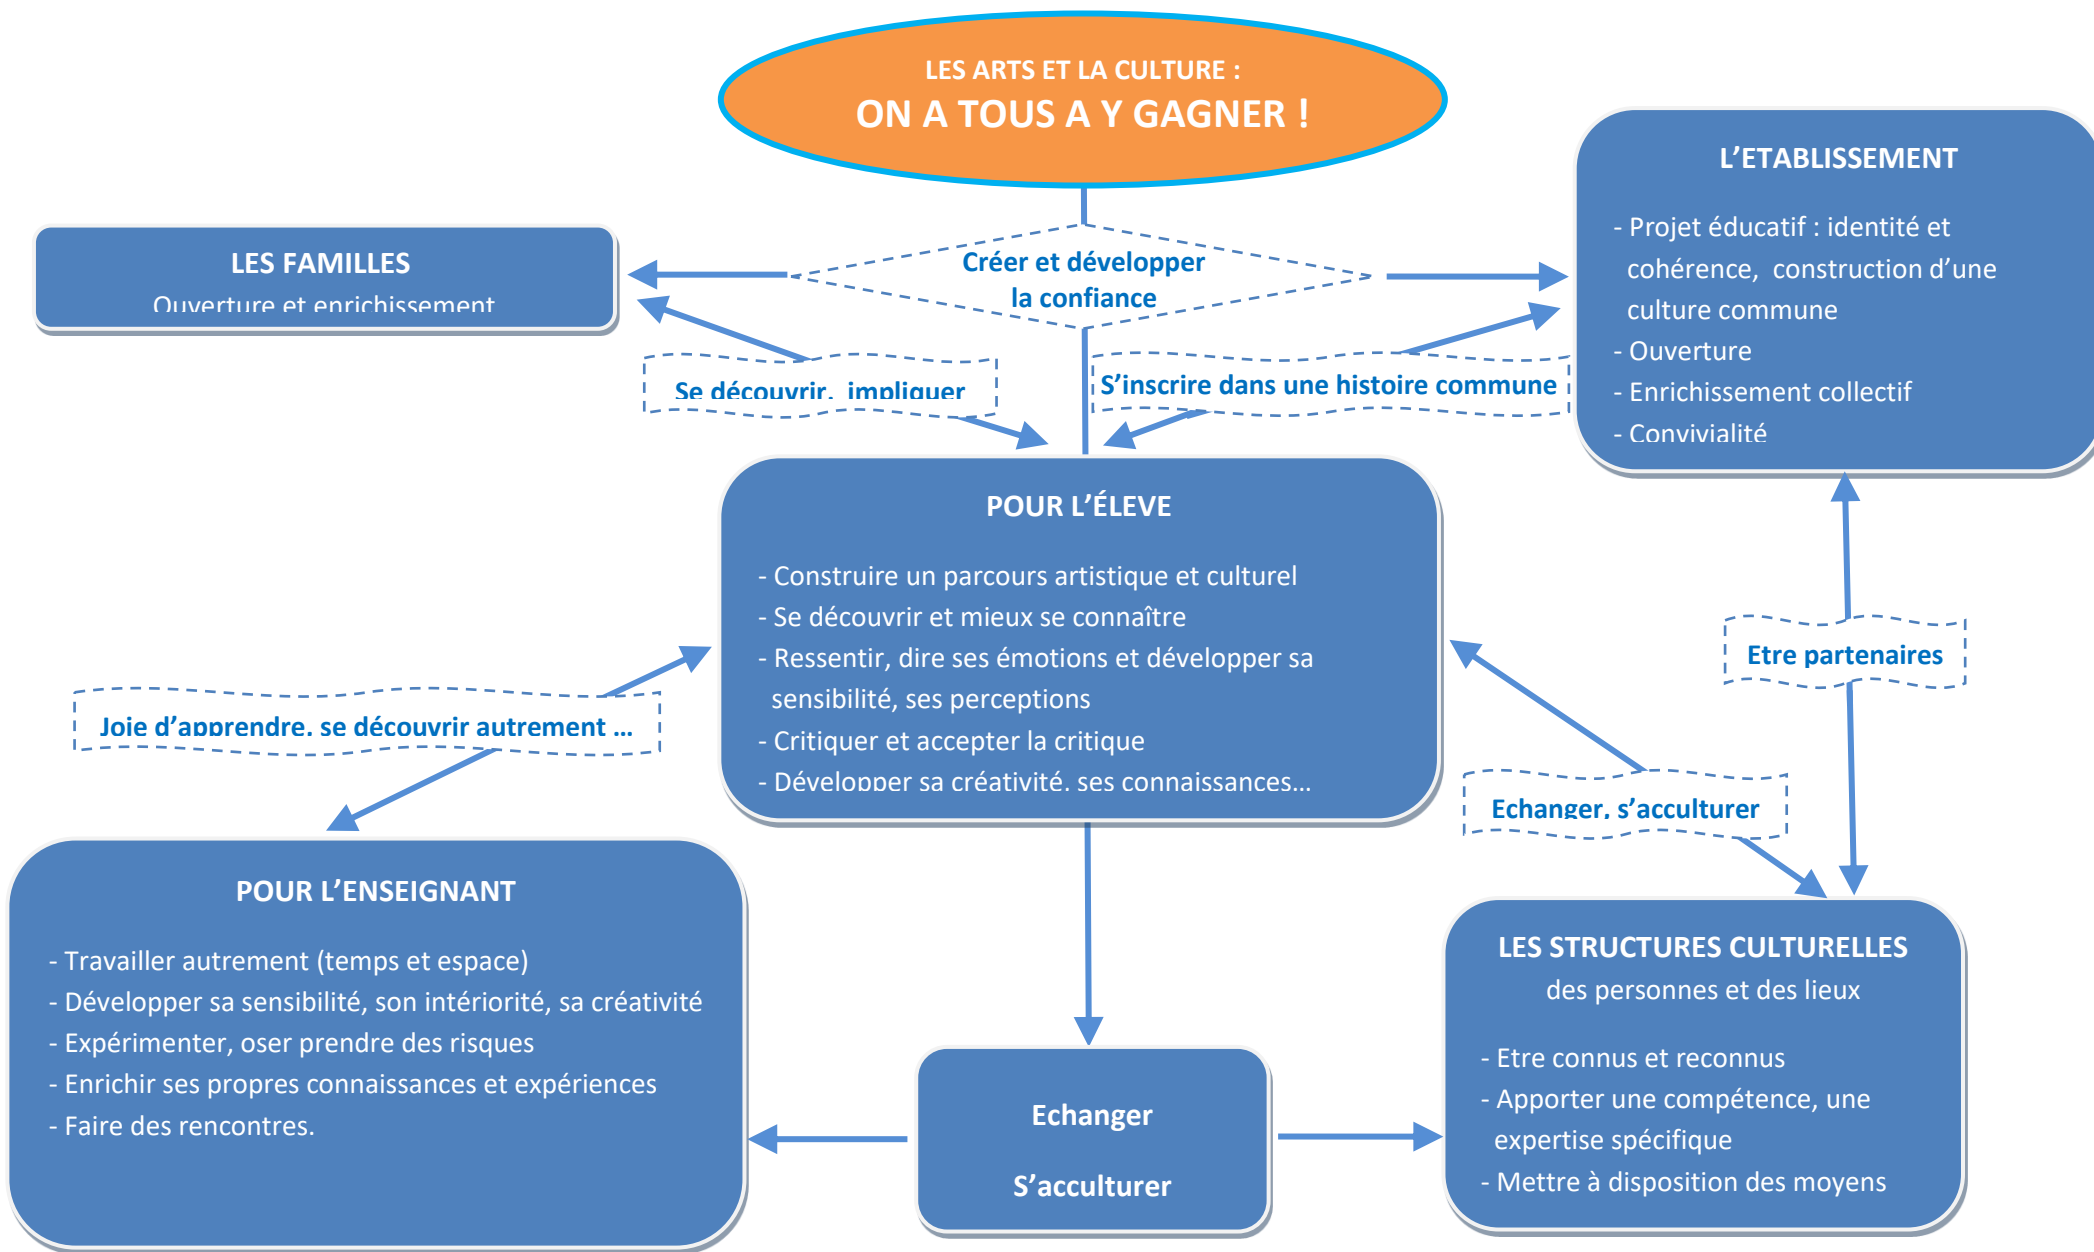 LES ARTS ET LA CULTURE :
ON A TOUS A Y GAGNER !
L’ETABLISSEMENT
- Projet éducatif : identité et
cohérence, construction d’une
culture commune
- Ouverture
- Enrichissement collectif
- Convivialité
LES FAMILLES
Ouverture et enrichissement
Créer et développer
la confiance
Se découvrir, impliquer
S’inscrire dans une histoire commune
POUR L’ÉLEVE
- Construire un parcours artistique et culturel
- Se découvrir et mieux se connaître
- Ressentir, dire ses émotions et développer sa
sensibilité, ses perceptions
- Critiquer et accepter la critique
- Développer sa créativité, ses connaissances…
Etre partenaires
Joie d’apprendre, se découvrir autrement …
Echanger, s’acculturer
POUR L’ENSEIGNANT
- Travailler autrement (temps et espace)
- Développer sa sensibilité, son intériorité, sa créativité
- Expérimenter, oser prendre des risques
- Enrichir ses propres connaissances et expériences
- Faire des rencontres.
Echanger
S’acculturer
LES STRUCTURES CULTURELLES
des personnes et des lieux
- Etre connus et reconnus
- Apporter une compétence, une
expertise spécifique
- Mettre à disposition des moyens